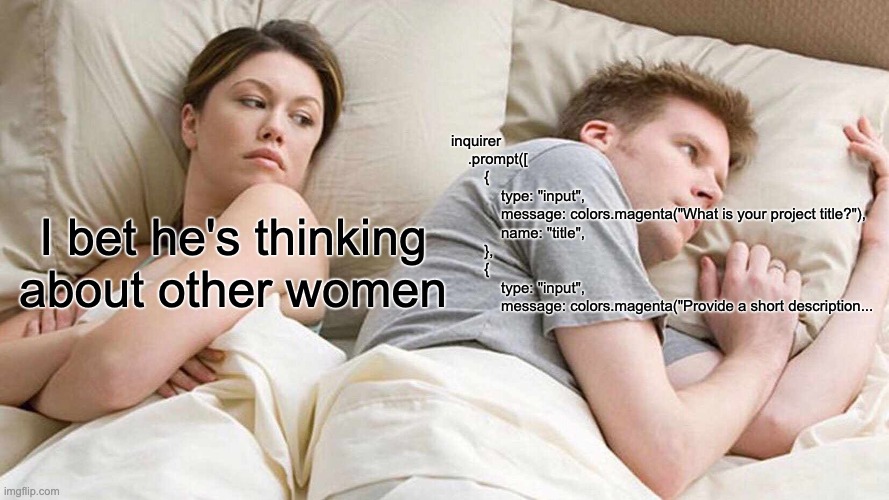 I bet he's thinking
about other women
inquirer
.prompt([
{
type: "input",
message: colors.magenta("What is your project title?"),
name: "title",
},
{
type: "input",
message: colors.magenta("Provide a short description...
imgflip.com